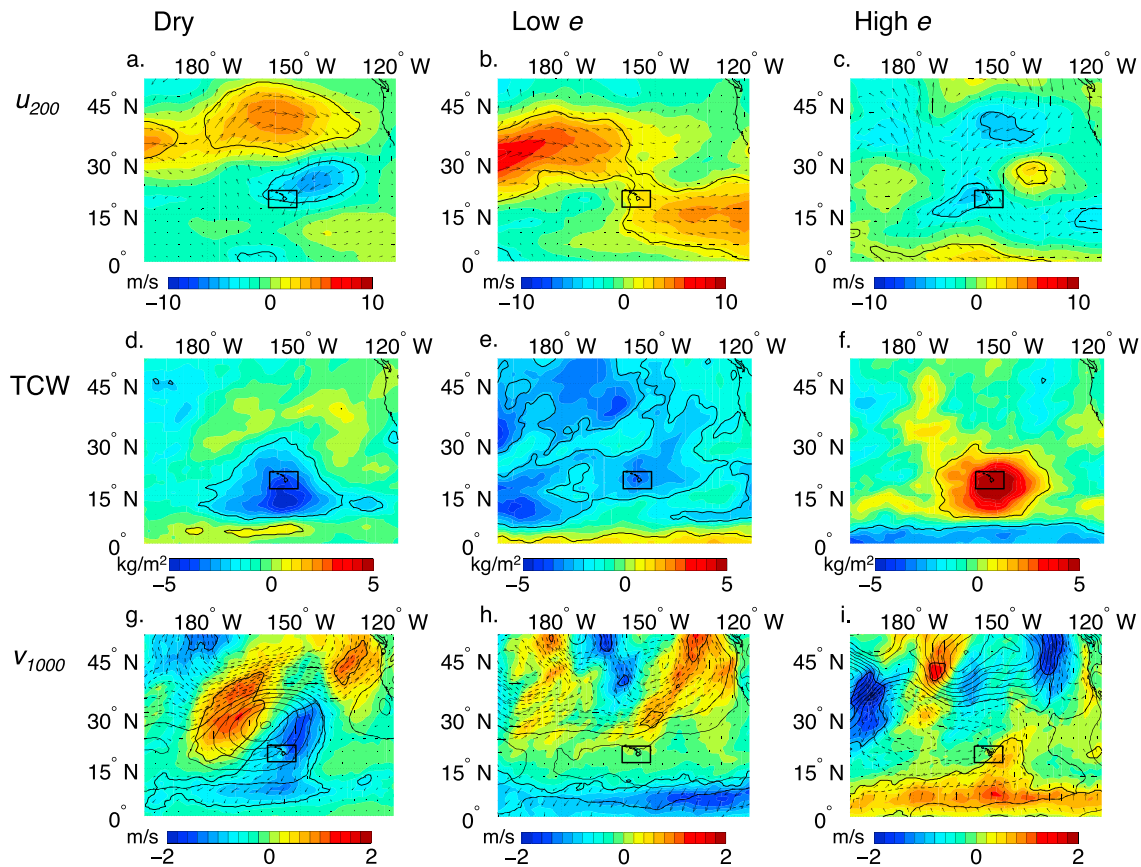 Dry Low e High e
a. b. c.
180° W 150° 120° W 180° W 150° 120° W 180° W 150° 120° W
u200
45° N 45° N 45° N
30° N 30° N 30° N
15° N 15° N 15° N
0° 0° 0°
m/s m/s m/s
−10 0 10 −10 0 10 −10 0 10
d. e. f.
180° W 150° 120° W 180° W 150° 120° W 180° W 150° 120° W
TCW
45° N 45° N 45° N
30° N 30° N 30° N
15° N 15° N 15° N
0° 0° 0°
kg/m² kg/m² kg/m²
−5 0 5 −5 0 5 −5 0 5
g. h. i.
180° W 150° 120° W 180° W 150° 120° W 180° W 150° 120° W
v1000
45° N 45° N 45° N
30° N 30° N 30° N
15° N 15° N 15° N
0° 0° 0°
m/s m/s m/s
−2 0 2 −2 0 2 −2 0 2